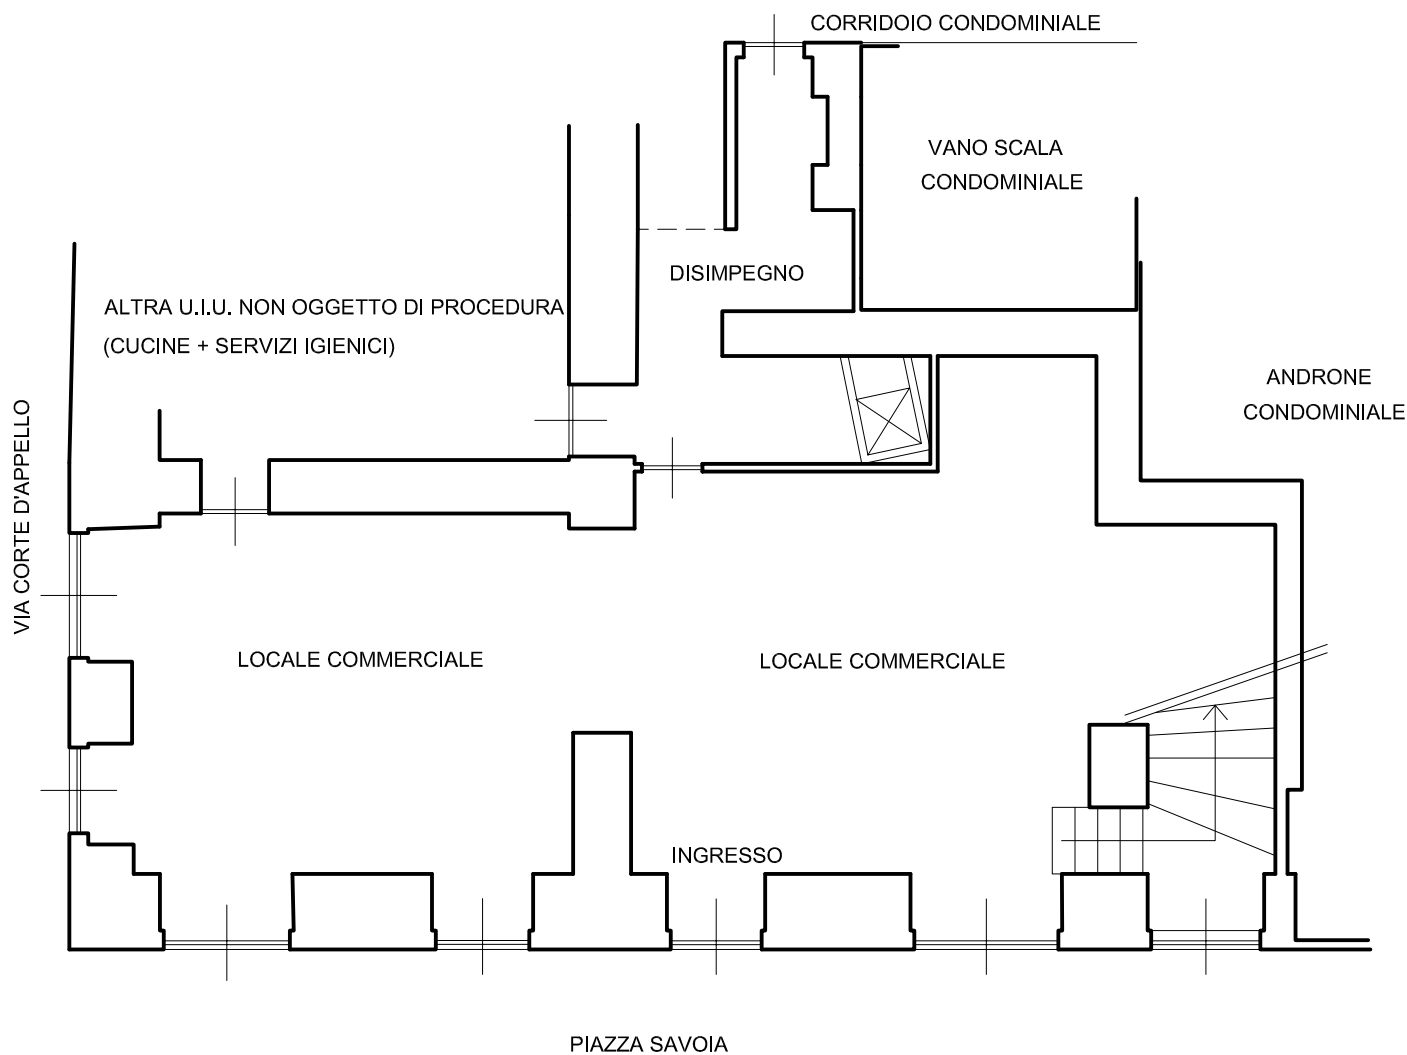 CORRIDOIO CONDOMINIALE
VANO SCALA
CONDOMINIALE
DISIMPEGNO
ALTRA U.I.U. NON OGGETTO DI PROCEDURA
(CUCINE + SERVIZI IGIENICI)
ANDRONE
CONDOMINIALE
VIA CORTE D'APPELLO
LOCALE COMMERCIALE
LOCALE COMMERCIALE
INGRESSO
PIAZZA SAVOIA